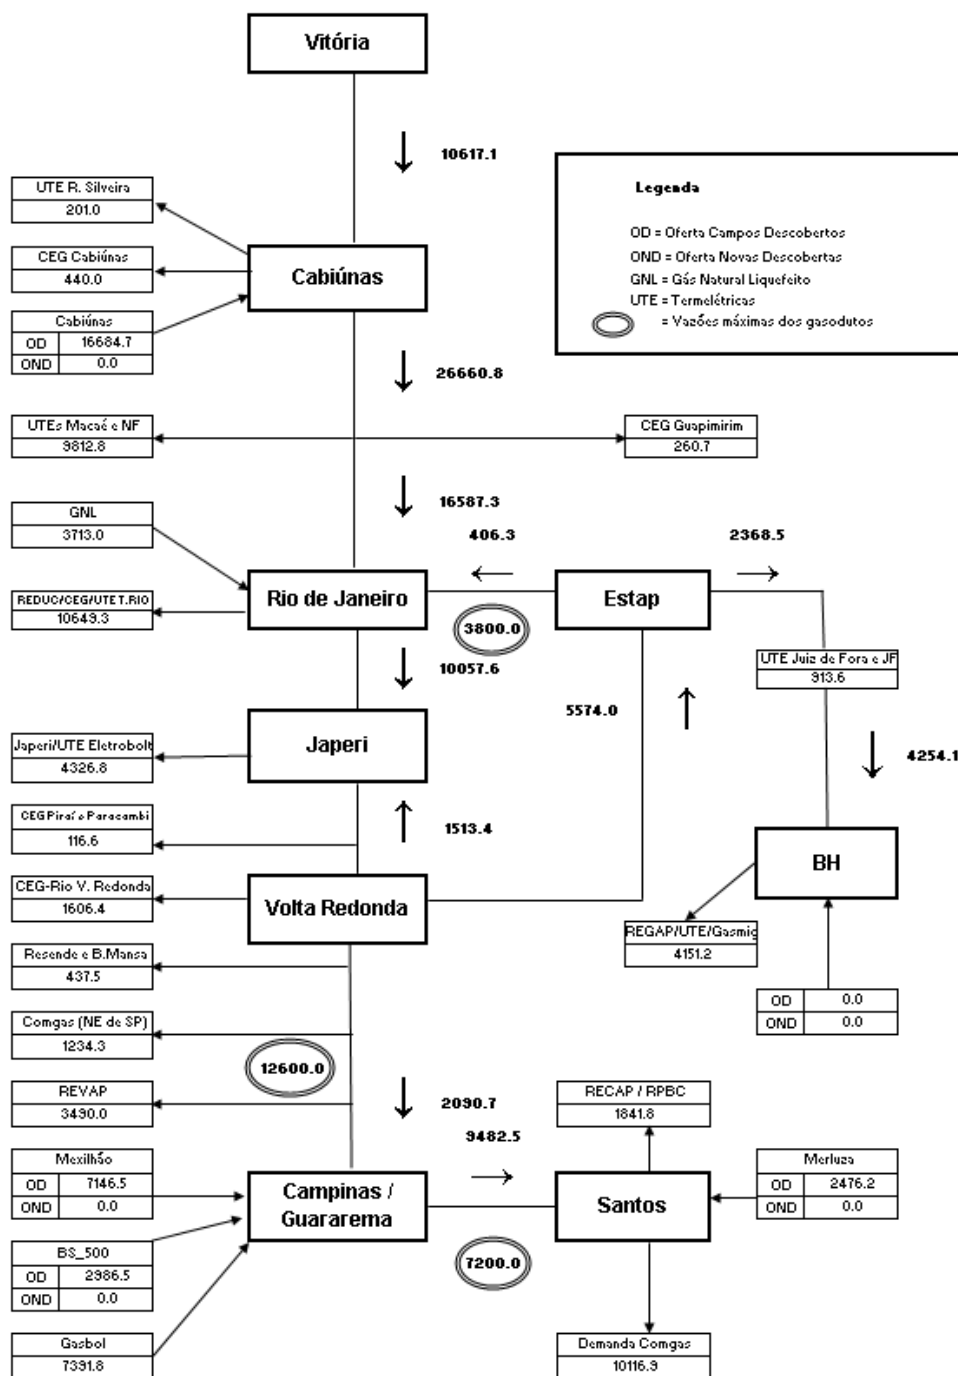 Vitória
10617.1
Legenda
OD = Oferta Campos Descobertos
OND = Oferta Novas Descobertas
GNL = Gás Natural Liquefeito
UTE = Termelétricas
= Vazões máximas dos gasodutos
UTE R. Silveira
201.0
CEG Cabiúnas
440.0
Cabiúnas
Cabiúnas
OD 16684.7
OND 0.0
26660.8
UTEs Macaé e NF
9812.8
CEG Guapimirim
260.7
16587.3
GNL
3713.0
406.3
2368.5
REDUC/CEG/UTE T.RIO
10649.3
Rio de Janeiro
Estap
3800.0
10057.6
UTE Juiz de Fora e JF
913.6
5574.0
Japeri/UTE Eletrobolt
4326.8
Japeri
4254.1
CEG Piraí e Paracambi
116.6
1513.4
BH
CEG-Rio V. Redonda
1606.4
Volta Redonda
REGAP/UTE/Gasmig
4151.2
Resende e B.Mansa
437.5
OD 0.0
OND 0.0
Comgas (NE de SP)
1234.3
12600.0
REVAP
3490.0
2090.7
RECAP / RPBC
1841.8
9482.5
Mexilhão
OD 7146.5
OND 0.0
Campinas /
Guararema
Santos
Merluza
OD 2476.2
OND 0.0
BS_500
OD 2986.5
OND 0.0
7200.0
Gasbol
7391.8
Demanda Comgas
10116.9